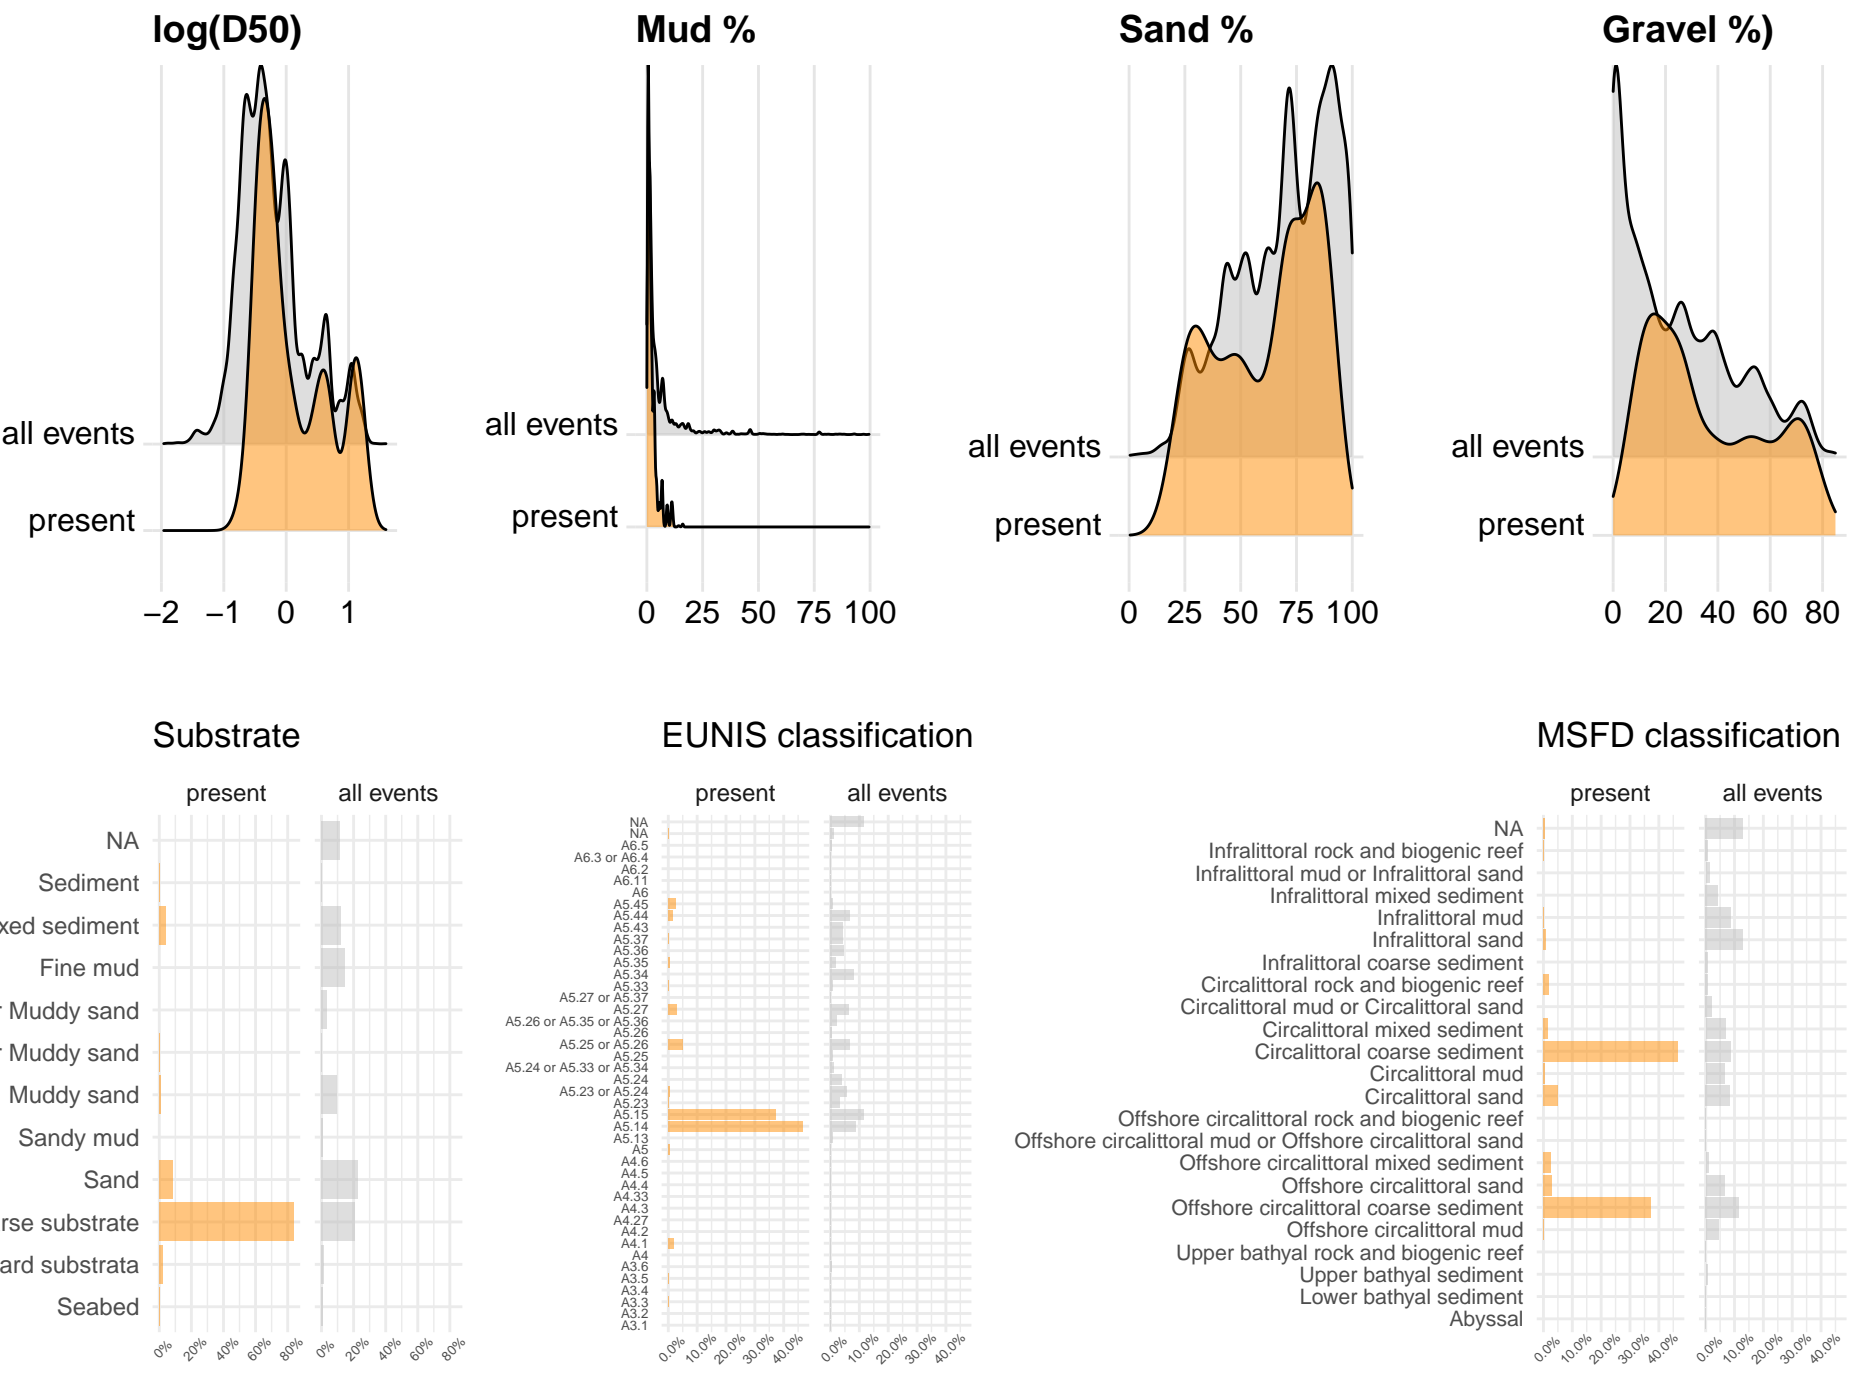 log(D50)
Mud %
Sand %
Gravel %)
all events
present
−2 −1 0 1
all events
present
0 25 50 75 100
all events
present
0 25 50 75 100
all events
present
0 20 40 60 80
Substrate
present all events
NA
Sediment
xed sediment
Fine mud
r Muddy sand
r Muddy sand
Muddy sand
Sandy mud
Sand
rse substrate
ard substrata
Seabed
0% 20% 40% 60% 80% 0% 20% 40% 60% 80%
EUNIS classification
present all events
NA
NA
A6.5
A6.3 or A6.4
A6.2
A6.11
A6
A5.45
A5.44
A5.43
A5.37
A5.36
A5.35
A5.34
A5.33
A5.27 or A5.37
A5.27
A5.26 or A5.35 or A5.36
A5.26
A5.25 or A5.26
A5.25
A5.24 or A5.33 or A5.34
A5.24
A5.23 or A5.24
A5.23
A5.15
A5.14
A5.13
A5
A4.6
A4.5
A4.4
A4.33
A4.3
A4.27
A4.2
A4.1
A4
A3.6
A3.5
A3.4
A3.3
A3.2
A3.1
0.0% 10.0% 20.0% 30.0% 40.0% 0.0% 10.0% 20.0% 30.0% 40.0%
MSFD classification
present all events
NA
Infralittoral rock and biogenic reef
Infralittoral mud or Infralittoral sand
Infralittoral mixed sediment
Infralittoral mud
Infralittoral sand
Infralittoral coarse sediment
Circalittoral rock and biogenic reef
Circalittoral mud or Circalittoral sand
Circalittoral mixed sediment
Circalittoral coarse sediment
Circalittoral mud
Circalittoral sand
Offshore circalittoral rock and biogenic reef
Offshore circalittoral mud or Offshore circalittoral sand
Offshore circalittoral mixed sediment
Offshore circalittoral sand
Offshore circalittoral coarse sediment
Offshore circalittoral mud
Upper bathyal rock and biogenic reef
Upper bathyal sediment
Lower bathyal sediment
Abyssal
0.0% 10.0% 20.0% 30.0% 40.0% 0.0% 10.0% 20.0% 30.0% 40.0%